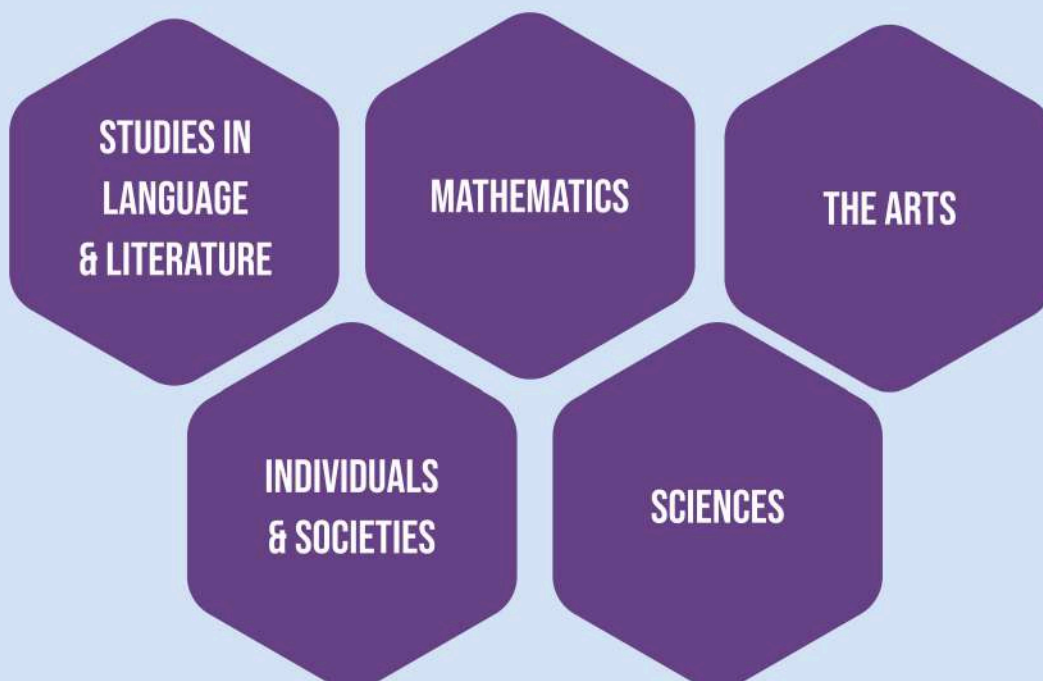 STUDIES IN
LANGUAGE
& LITERATURE
MATHEMATICS
THE ARTS
INDIVIDUALS
& SOCIETIES
SCIENCES